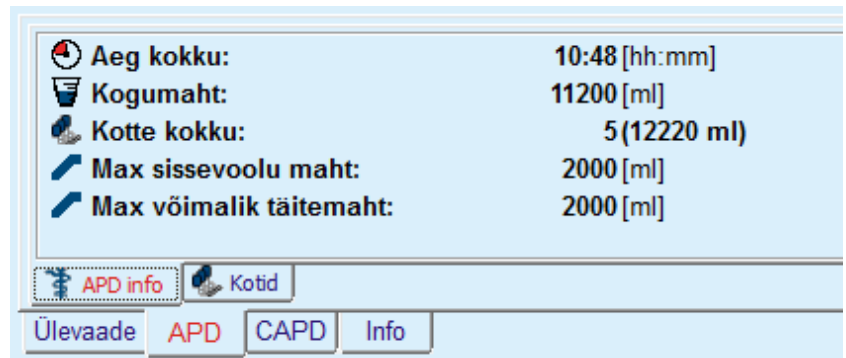 Aeg kokku: 10:48 [hh:mm]
Kogumaht: 11200 [ml]
Kotte kokku: 5 (12220 ml)
Max sissevoolu maht: 2000 [ml]
Max võimalik täitemaht: 2000 [ml]
APD info Kotid
Ülevaade APD CAPD Info